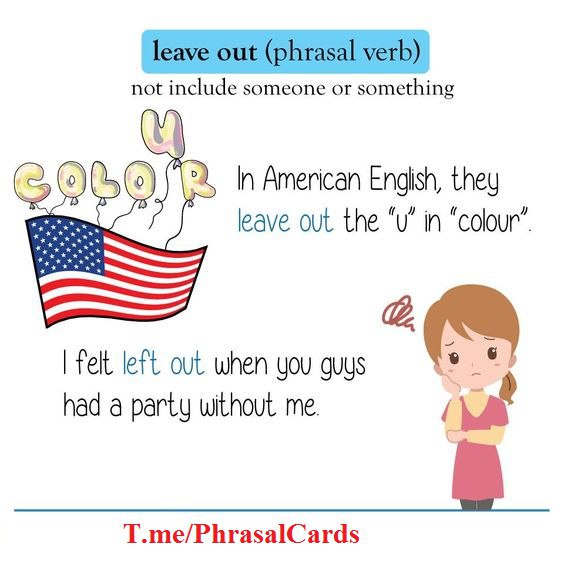 leave out (phrasal verb)
not include someone or something
U
COLO R
In American English, they
leave out the "u" in "colour".
I felt left out when you guys
had a party without me.
T.me/PhrasalCards